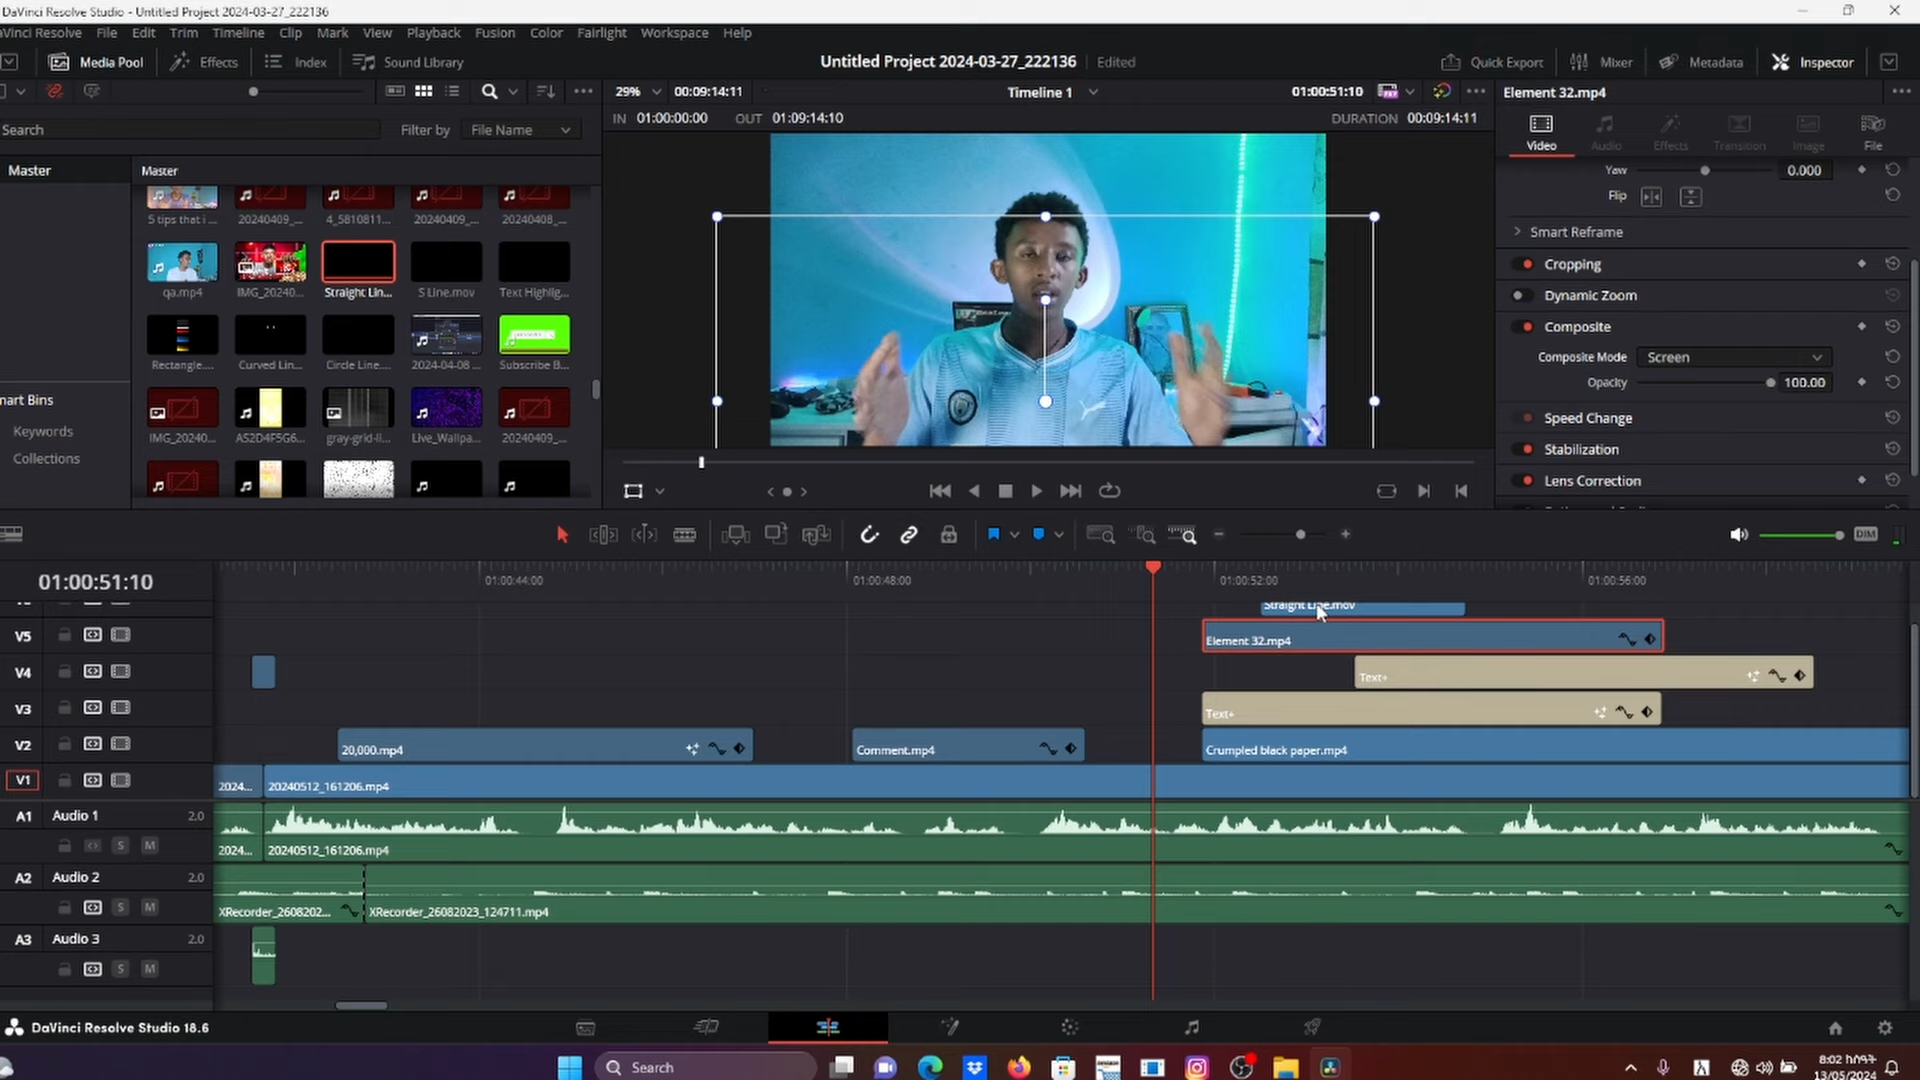 DaVinci Resolve Studio - Untitled Project 2024-03-27_222136
aVinci Resolve File Edit Trim Timeline Clip Mark View Playback Fusion Color Fairlight Workspace Help
Media Pool Effects Index Sound Library
Untitled Project 2024-03-27_222136 Edited
Quick Export Mixer Metadata Inspector
29% 00:09:14:11 Timeline 1 01:00:51:10
Element 32.mp4
Search Filter by File Name
IN 01:00:00:00 OUT 01:09:14:10 DURATION 00:09:14:11
Video Audio Effects Transition Image File
Master
Master
5 tips that i ... 20240409_... 4_5810811... 20240409_... 20240408_...
qa.mp4 IMG_20240... Straight Lin... S Line.mov Text Highlig...
Rectangle... Curved Lin... Circle Line... 2024-04-08 ... Subscribe B...
IMG_20240... AS2D4F5G6... gray-grid-li... Live_Wallpa... 20240409_...
mart Bins
Keywords
Collections
Yaw 0.000
Flip
Smart Reframe
Cropping
Dynamic Zoom
Composite
Composite Mode Screen
Opacity 100.00
Speed Change
Stabilization
Lens Correction
DIM
01:00:51:10
01:00:44:00 01:00:48:00 01:00:52:00 01:00:56:00
Straight Line.mov
V5 Element 32.mp4
V4 Text+
V3 Text+
V2 20,000.mp4 Comment.mp4 Crumpled black paper.mp4
V1 2024... 20240512_161206.mp4
A1 Audio 1 2.0
S M 2024... 20240512_161206.mp4
A2 Audio 2 2.0
S M XRecorder_2608202... XRecorder_26082023_124711.mp4
A3 Audio 3 2.0
S M
DaVinci Resolve Studio 18.6
Search
8:02 ከሰዓት
13/05/2024